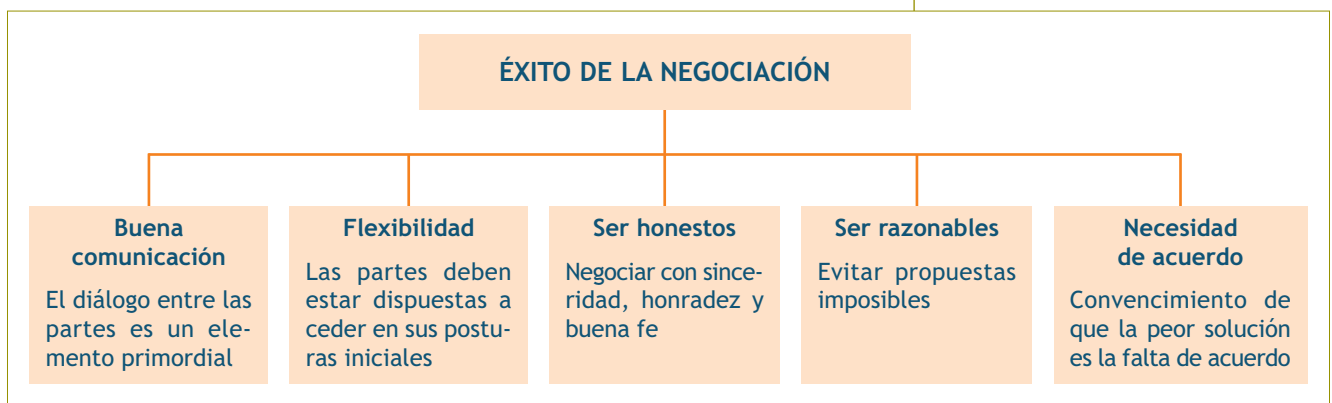 ÉXITO DE LA NEGOCIACIÓN
Buena
comunicación
El diálogo entre las
partes es un ele-
mento primordial
Flexibilidad
Las partes deben
estar dispuestas a
ceder en sus postu-
ras iniciales
Ser honestos
Negociar con since-
ridad, honradez y
buena fe
Ser razonables
Evitar propuestas
imposibles
Necesidad
de acuerdo
Convencimiento de
que la peor solución
es la falta de acuerdo